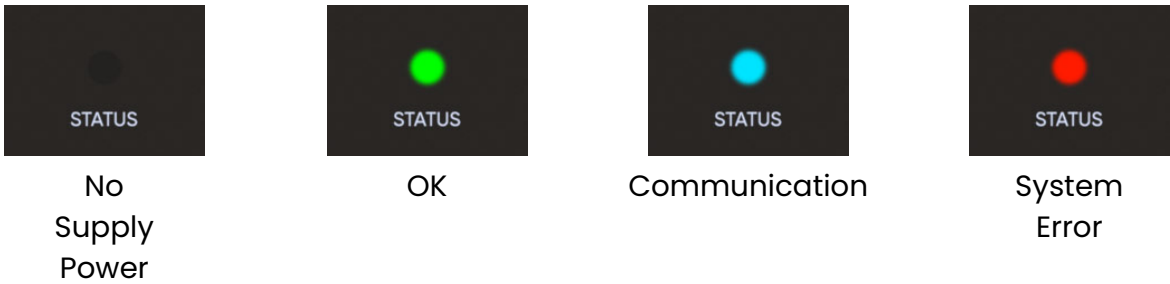 STATUS
STATUS
STATUS
STATUS
No
Supply
Power
OK
Communication
System
Error